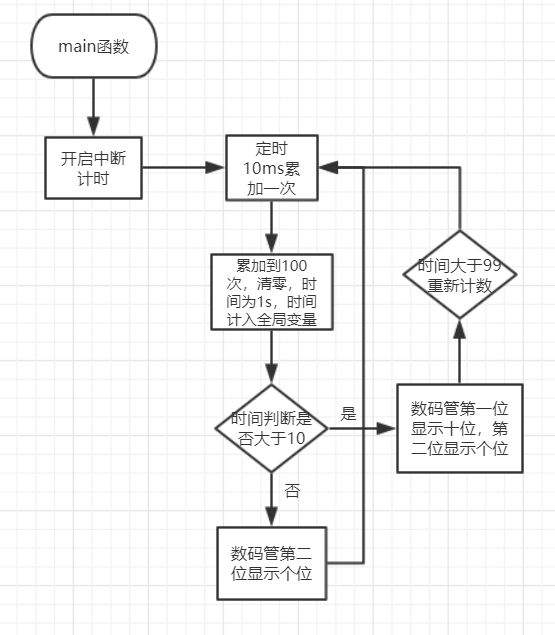 main函数
开启中断
计时
定时
10ms累
加一次
累加到100
次，清零，时
间为1s，时间
计入全局变量
时间大于99
重新计数
时间判断是
否大于10
是
数码管第一位
显示十位，第
二位显示个位
否
数码管第二
位显示个位